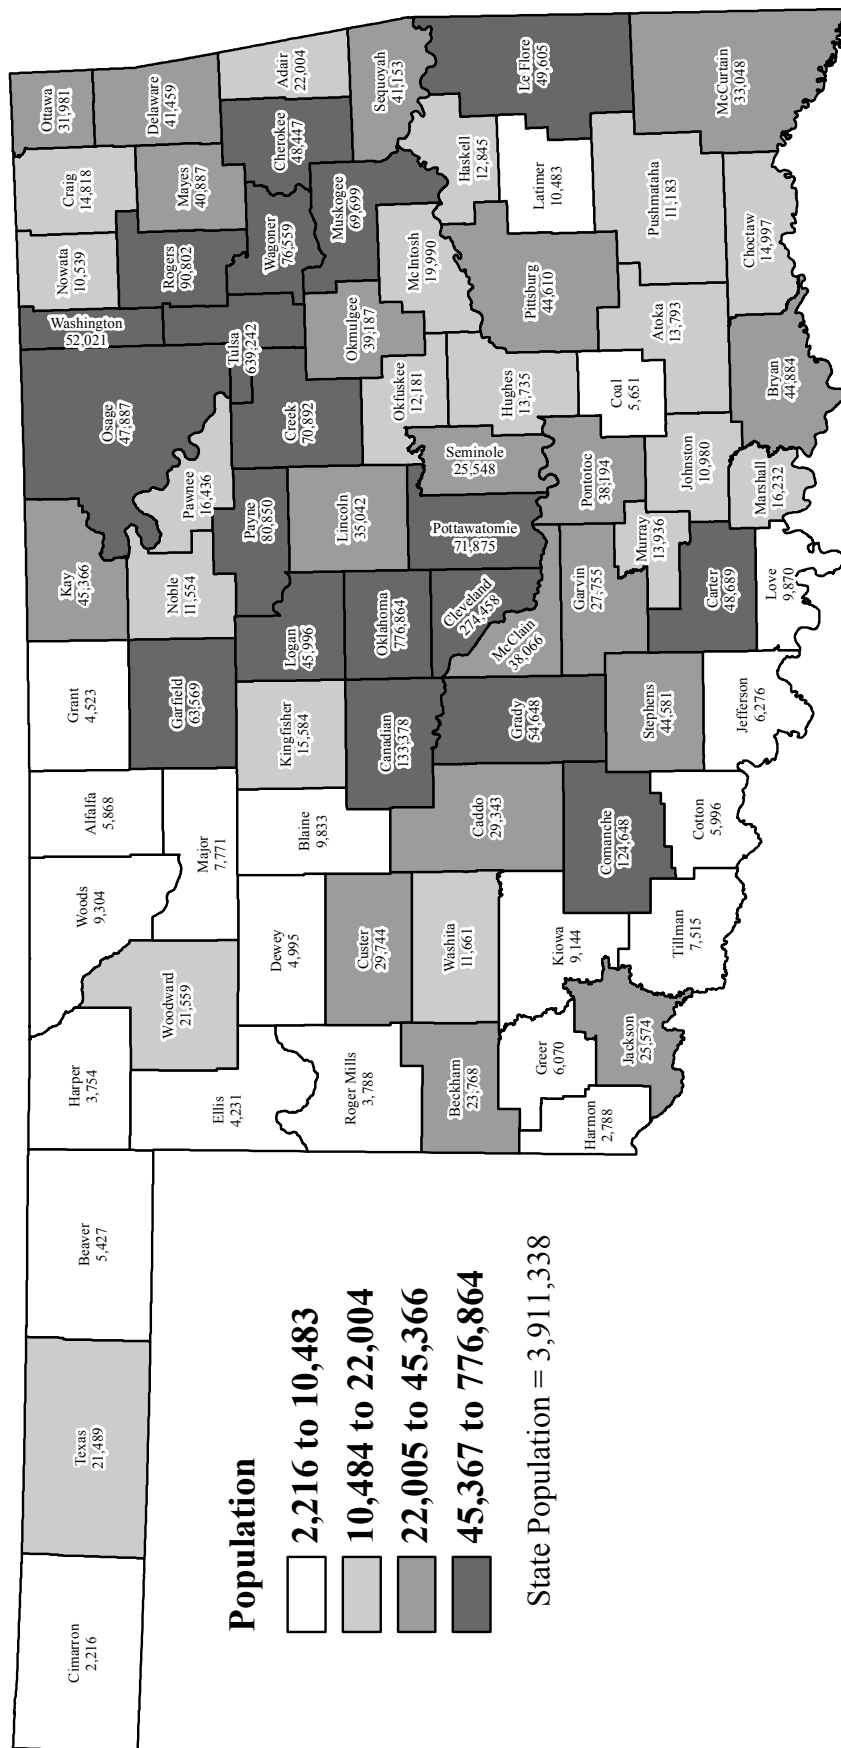 Cimarron
2,216
Texas
21,489
Beaver
5,427
Harper
3,754
Woods
9,304
Alfalfa
5,868
Grant
4,523
Kay
45,366
Osage
47,887
Washington
52,021
Nowata
10,539
Craig
14,818
Ottawa
31,981
Delaware
41,459
Mayes
40,887
Rogers
90,802
Pawnee
16,436
Noble
11,554
Garfield
63,569
Major
7,771
Woodward
21,559
Ellis
4,231
Dewey
4,995
Blaine
9,833
Kingfisher
15,584
Logan
45,996
Payne
80,850
Creek
70,892
Tulsa
639,242
Wagoner
76,559
Cherokee
48,447
Adair
22,004
Sequoyah
41,153
Muskogee
69,699
Okmulgee
39,187
Okfuskee
12,181
Lincoln
35,042
Oklahoma
776,864
Canadian
133,378
Custer
29,744
Roger Mills
3,788
Beckham
23,768
Washita
11,661
Caddo
29,343
Grady
54,648
McClain
38,066
Cleveland
274,458
Pottawatomie
71,875
Seminole
25,548
Hughes
13,735
McIntosh
19,990
Haskell
12,845
Le Flore
49,605
Latimer
10,483
Pittsburg
44,610
Pontotoc
38,194
Garvin
27,755
Comanche
124,648
Kiowa
9,144
Greer
6,070
Harmon
2,788
Jackson
25,574
Tillman
7,515
Cotton
5,996
Stephens
44,581
Jefferson
6,276
Carter
48,689
Murray
13,936
Johnston
10,980
Coal
5,651
Atoka
13,793
Pushmataha
11,183
McCurtain
33,048
Choctaw
14,997
Bryan
44,884
Marshall
16,232
Love
9,870
Population
2,216 to 10,483
10,484 to 22,004
22,005 to 45,366
45,367 to 776,864
State Population = 3,911,338